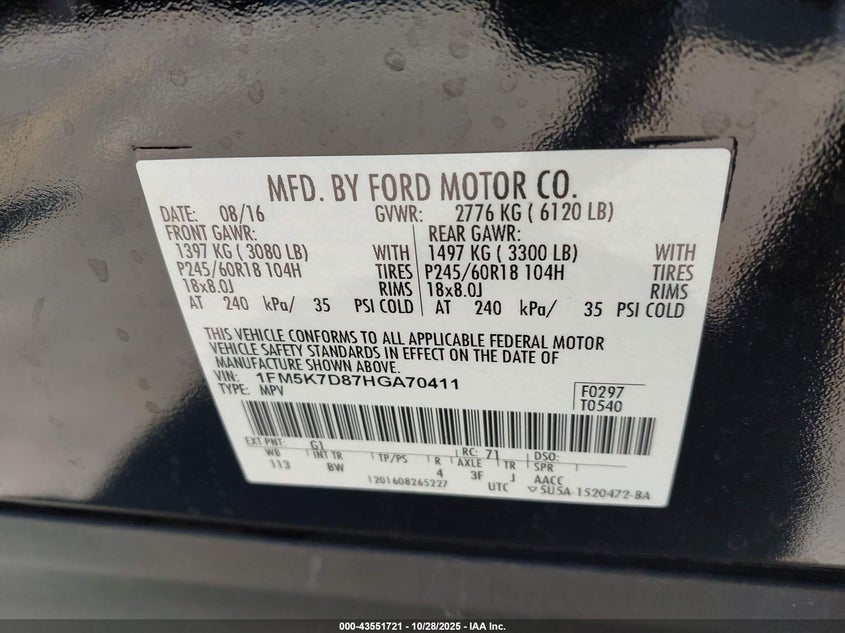 MFD. BY FORD MOTOR CO.
DATE: 08/16 GVWR: 2776 KG ( 6120 LB)
FRONT GAWR: REAR GAWR:
1397 KG ( 3080 LB) WITH 1497 KG ( 3300 LB) WITH
P245/60R18 104H TIRES P245/60R18 104H TIRES
18x8.0J RIMS 18x8.0J RIMS
AT 240 kPa/ 35 PSI COLD AT 240 kPa/ 35 PSI COLD
THIS VEHICLE CONFORMS TO ALL APPLICABLE FEDERAL MOTOR
VEHICLE SAFETY STANDARDS IN EFFECT ON THE DATE OF
MANUFACTURE SHOWN ABOVE.
VIN: 1FM5K7D87HGA70411
TYPE: MPV
F0297
T0540
EXT PNT: G1 RC: 71 DSO:
WB INT TR TP/PS R AXLE TR SPR
113 BW 4 3F J AACC
1201608265227 UTC ▽SU5A-1520472-BA
000-43551721 | 10/28/2025 - IAA Inc.